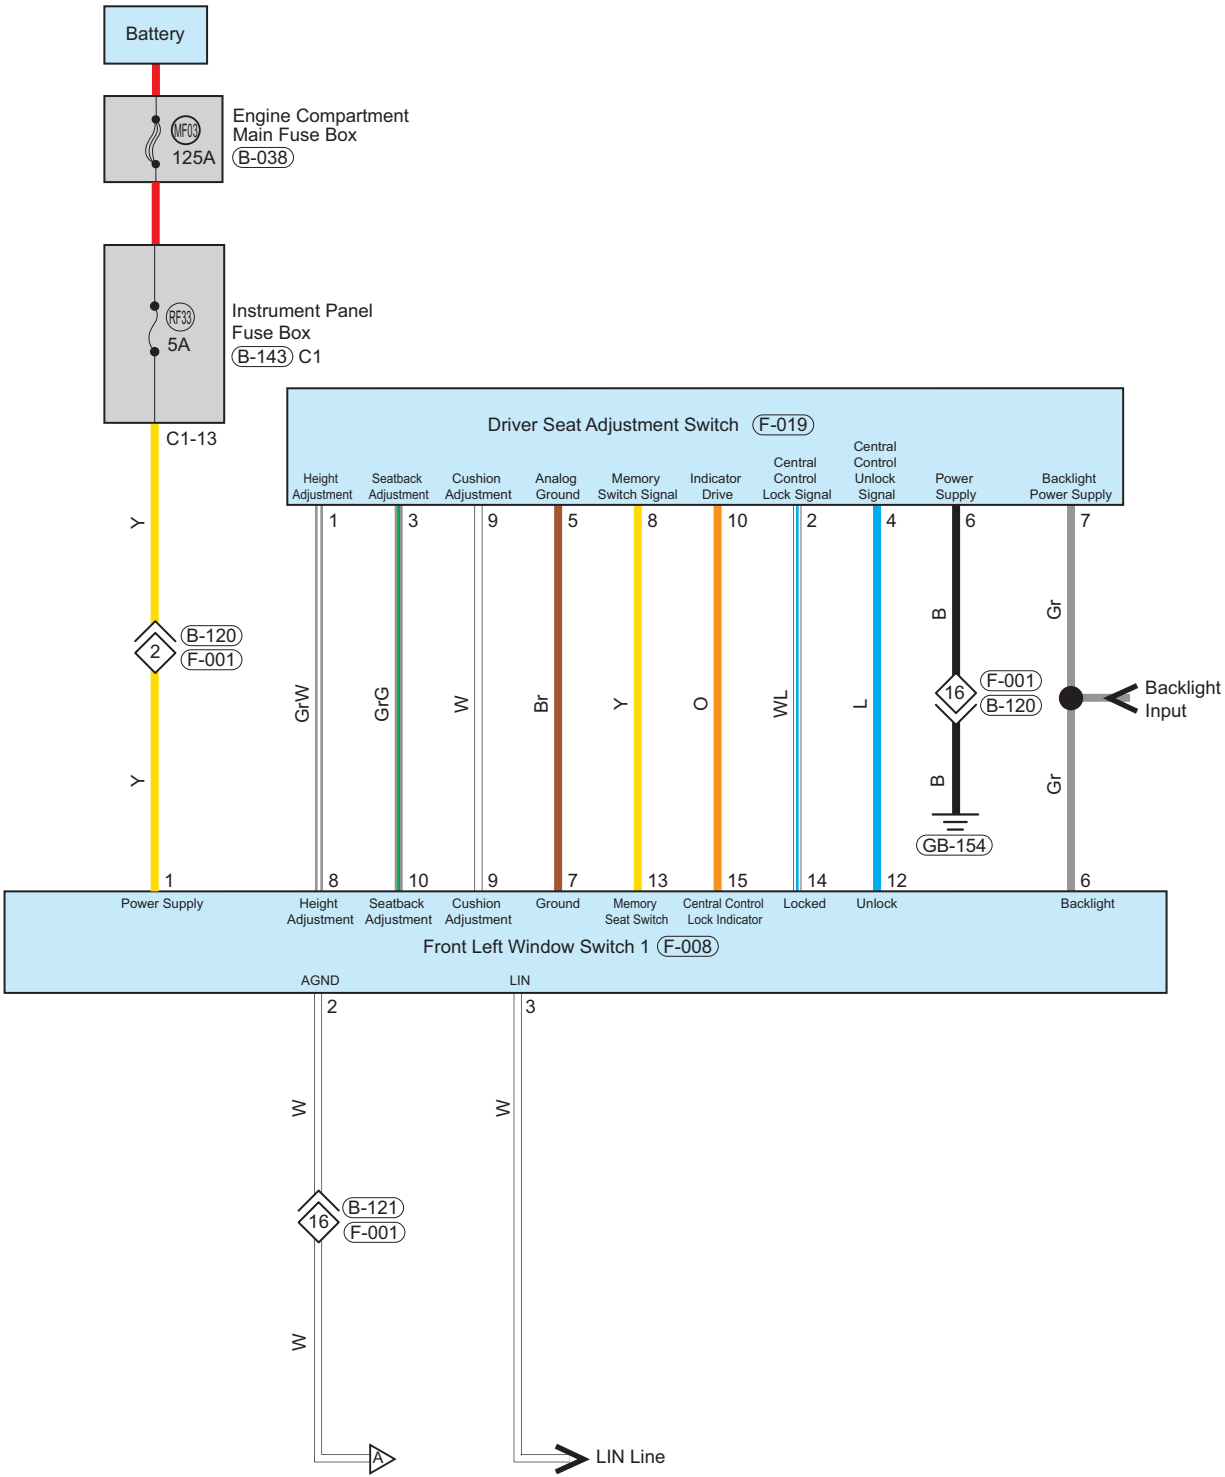 Battery
MF03
125A
Engine Compartment
Main Fuse Box
B-038
RF33
5A
Instrument Panel
Fuse Box
B-143 C1
C1-13
Driver Seat Adjustment Switch F-019
Height
Adjustment
Seatback
Adjustment
Cushion
Adjustment
Analog
Ground
Memory
Switch Signal
Indicator
Drive
Central
Control
Lock Signal
Central
Control
Unlock
Signal
Power
Supply
Backlight
Power Supply
1 3 9 5 8 10 2 4 6 7
Y
B
Gr
2
B-120
F-001
GrW
GrG
W
Br
Y
O
WL
L
16
F-001
B-120
Backlight
Input
Y
B
Gr
GB-154
1 8 10 9 7 13 15 14 12 6
Power Supply
Height
Adjustment
Seatback
Adjustment
Cushion
Adjustment
Ground
Memory
Seat Switch
Central Control
Lock Indicator
Locked
Unlock
Backlight
Front Left Window Switch 1 F-008
AGND
LIN
2 3
W
W
16
B-121
F-001
W
A
LIN Line